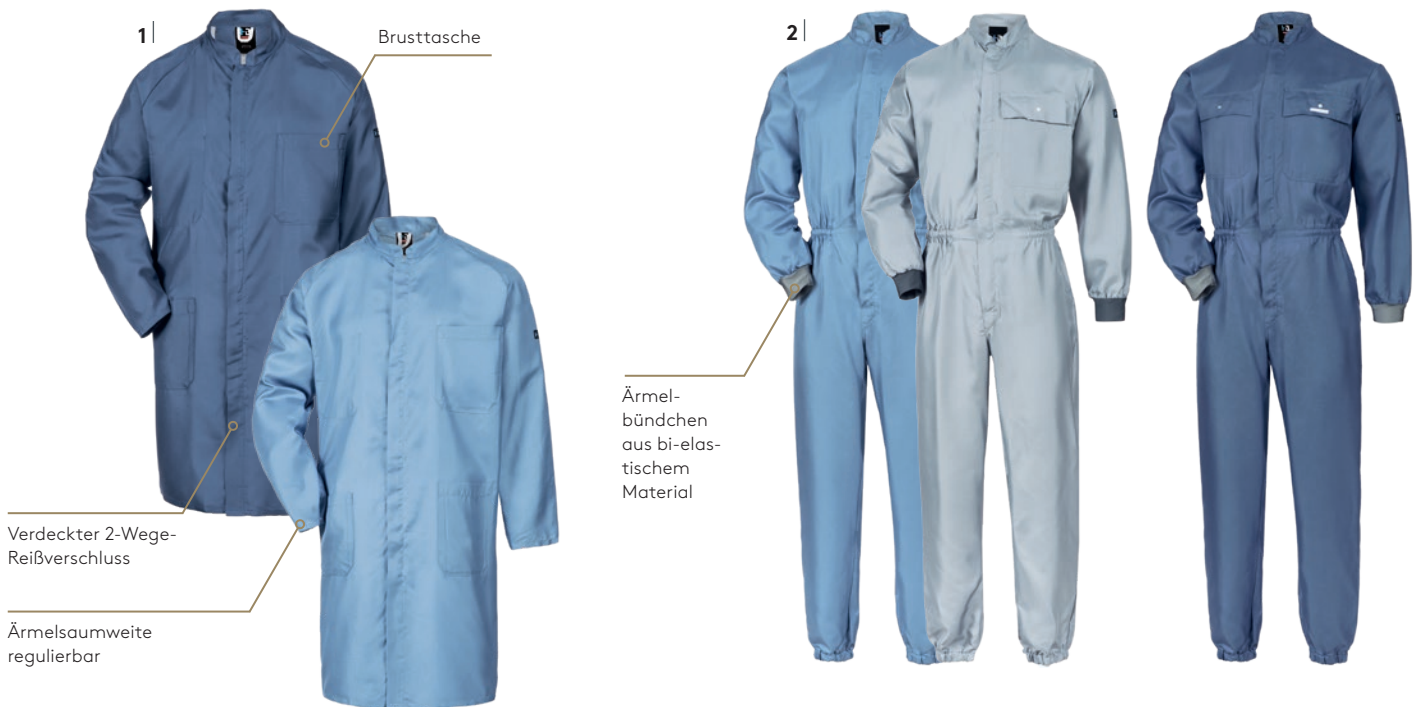 1
Brusttasche
Verdeckter 2-Wege-
Reißverschluss
Ärmelsaumweite
regulierbar
2
Ärmel-
bündchen
aus bi-elas-
tischem
Material